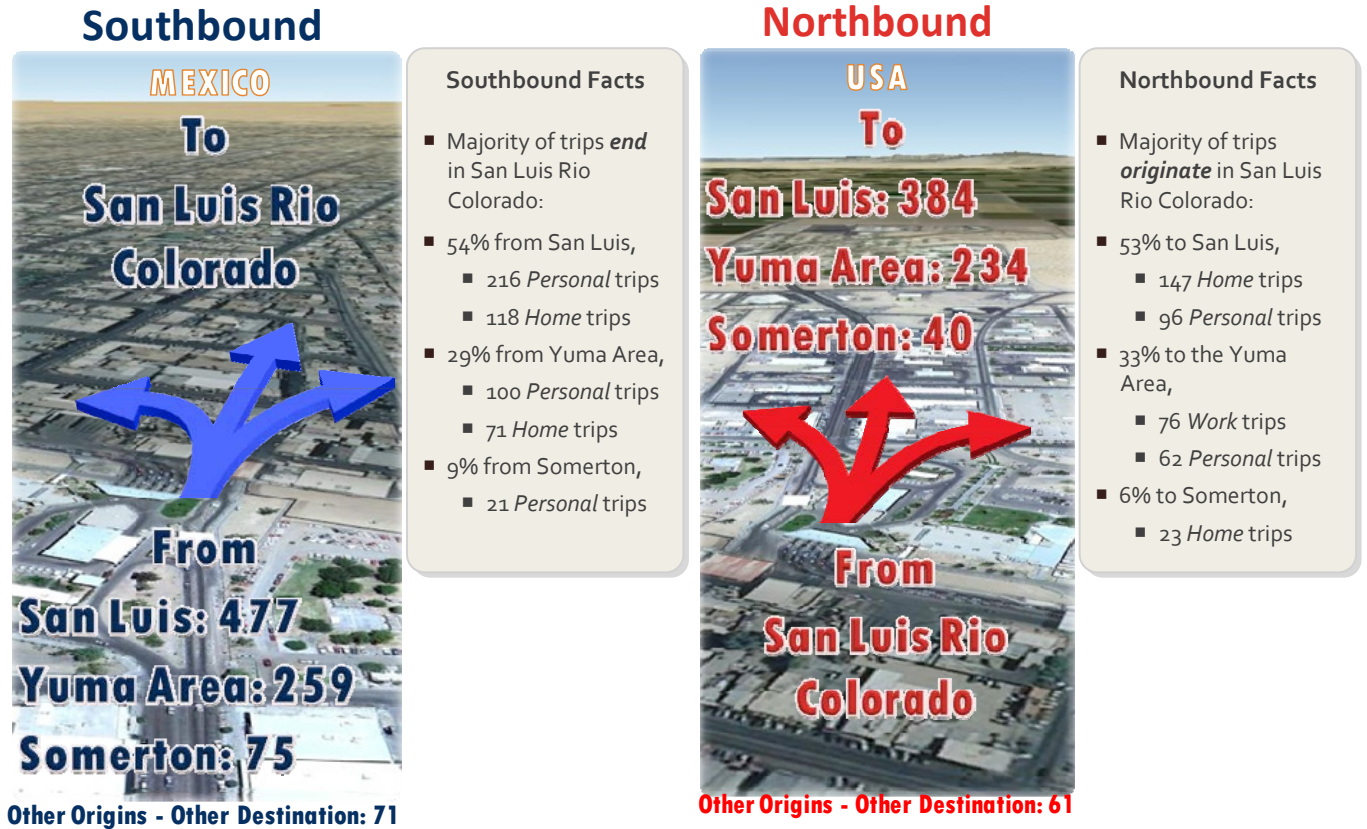 Southbound
MEXICO
To
San Luis Rio
Colorado
From
San Luis: 477
Yuma Area: 259
Somerton: 75
Other Origins - Other Destination: 71
Southbound Facts
▪ Majority of trips end
in San Luis Rio
Colorado:
▪ 54% from San Luis,
▪ 216 Personal trips
▪ 118 Home trips
▪ 29% from Yuma Area,
▪ 100 Personal trips
▪ 71 Home trips
▪ 9% from Somerton,
▪ 21 Personal trips
Northbound
USA
To
San Luis: 384
Yuma Area: 234
Somerton: 40
From
San Luis Rio
Colorado
Other Origins - Other Destination: 61
Northbound Facts
▪ Majority of trips
originate in San Luis
Rio Colorado:
▪ 53% to San Luis,
▪ 147 Home trips
▪ 96 Personal trips
▪ 33% to the Yuma
Area,
▪ 76 Work trips
▪ 62 Personal trips
▪ 6% to Somerton,
▪ 23 Home trips